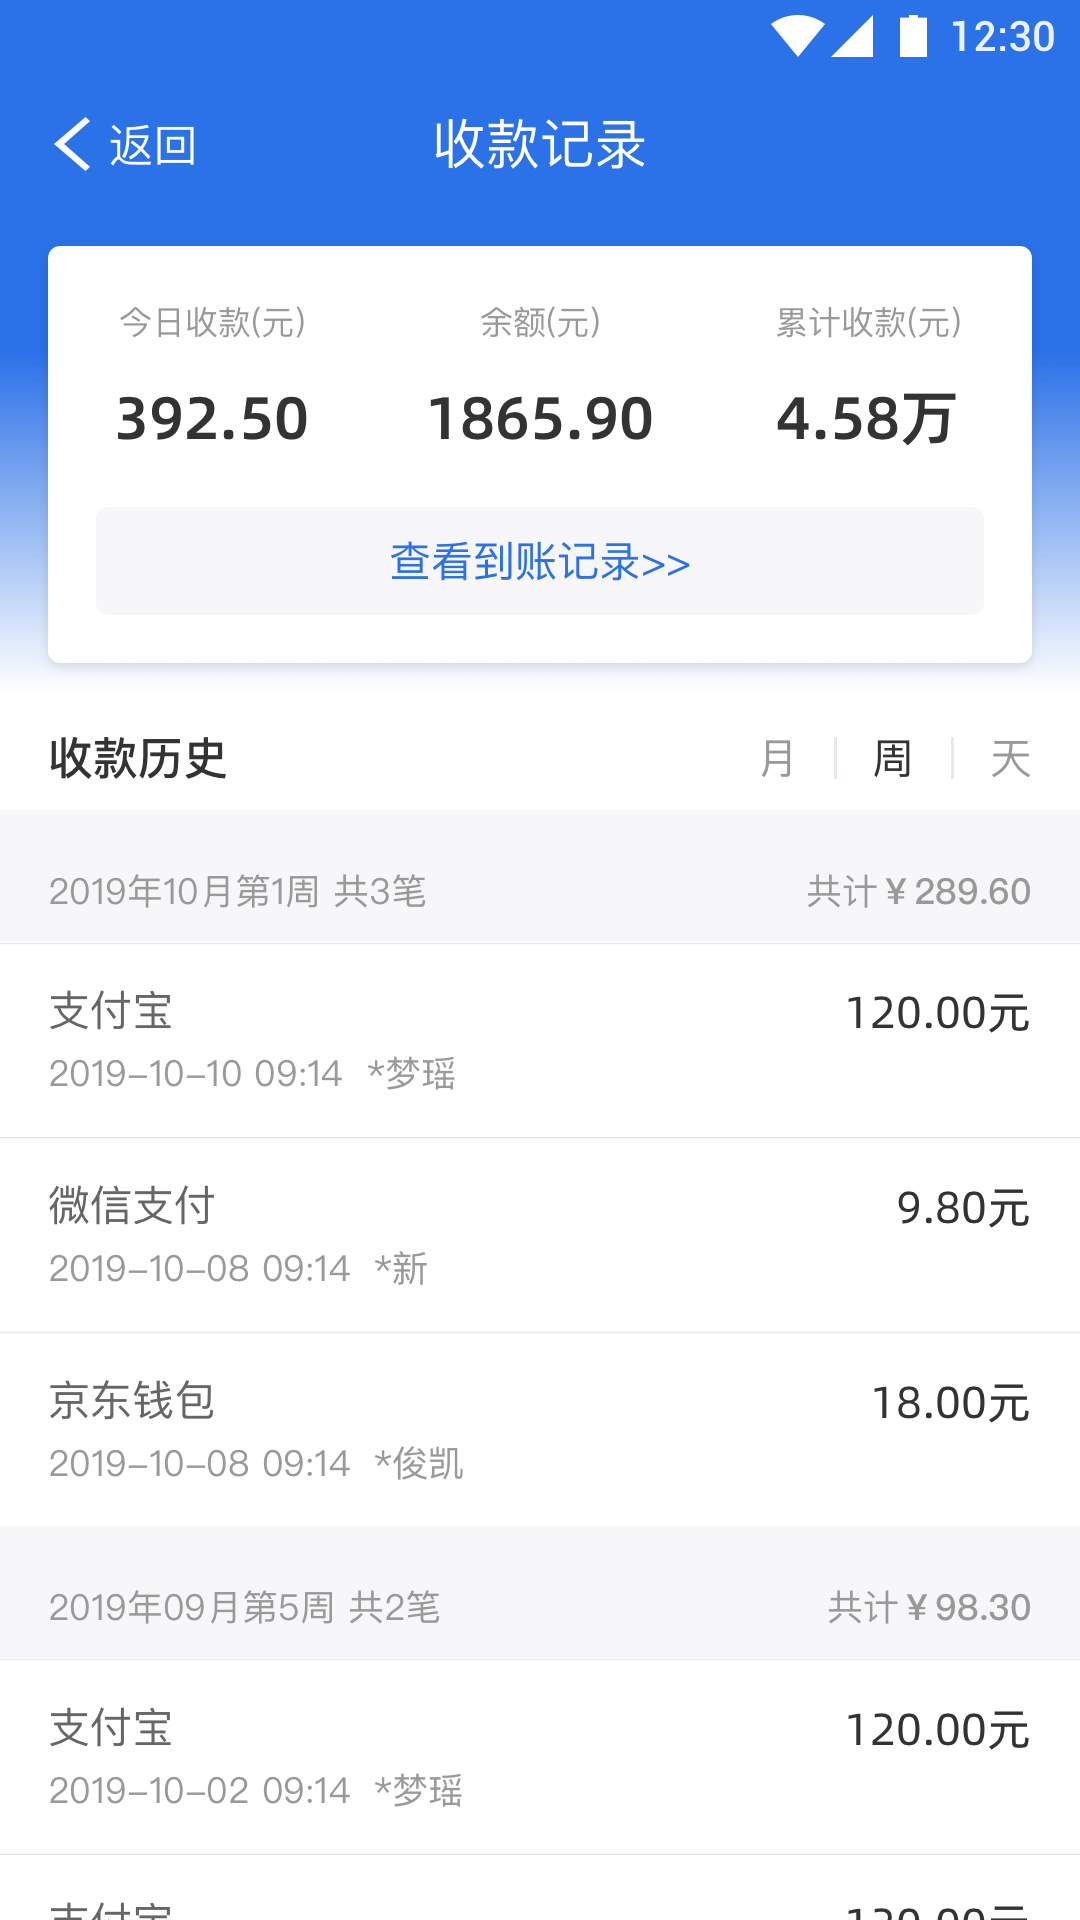 12:30
返回
收款记录
今日收款(元) 余额(元) 累计收款(元)
392.50 1865.90 4.58万
查看到账记录>>
收款历史 月 周 天
2019年10月第1周 共3笔 共计￥289.60
支付宝 120.00元
2019-10-10 09:14 *梦瑶
微信支付 9.80元
2019-10-08 09:14 *新
京东钱包 18.00元
2019-10-08 09:14 *俊凯
2019年09月第5周 共2笔 共计￥98.30
支付宝 120.00元
2019-10-02 09:14 *梦瑶
支付宝 120.00元